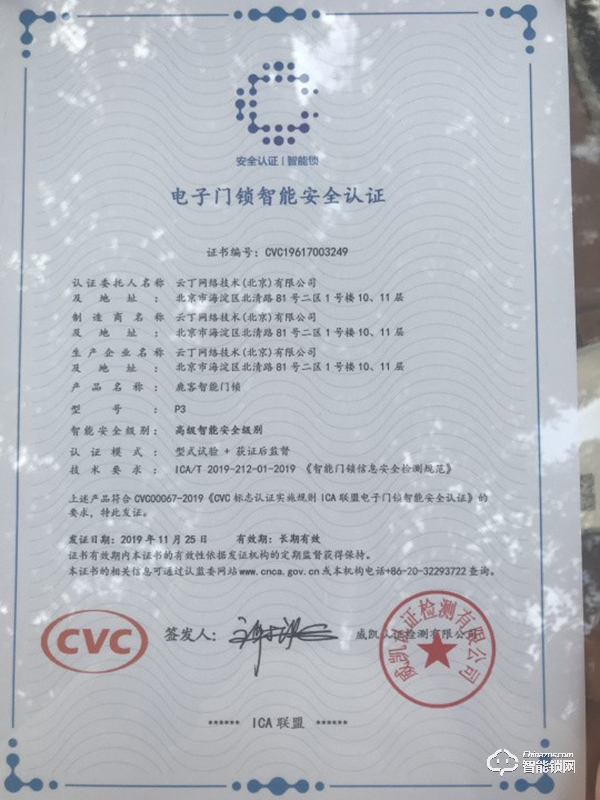 安全认证 | 智能锁
电子门锁智能安全认证
证书编号：CVC19617003249
认证委托人名称 云丁网络技术(北京)有限公司
及地址： 北京市海淀区北清路81号二区1号楼10、11层
制造商名称 云丁网络技术(北京)有限公司
及地址： 北京市海淀区北清路81号二区1号楼10、11层
生产企业名称 云丁网络技术(北京)有限公司
及地址： 北京市海淀区北清路81号二区1号楼10、11层
产品名称： 鹿客智能门锁
型号： P3
智能安全级别： 高级智能安全级别
认证模式： 型式试验 + 获证后监督
技术要求： ICA/T 2019-212-01-2019 《智能门锁信息安全检测规范》
上述产品符合CVC00067-2019《CVC标志认证实施规则 ICA联盟电子门锁智能安全认证》的
要求，特此发证。
发证日期：2019年11月25日 有效期：长期有效
证书有效期内本证书的有效性依据发证机构的定期监督获得保持。
本证书的相关信息可通过认监委网站www.cnca.gov.cn或本机构电话+86-20-32293722查询。
CVC
签发人：
威凯认证检测有限公司
威凯认证检测有限公司
****** ICA联盟 ******
Chinaznc.com
智能锁网